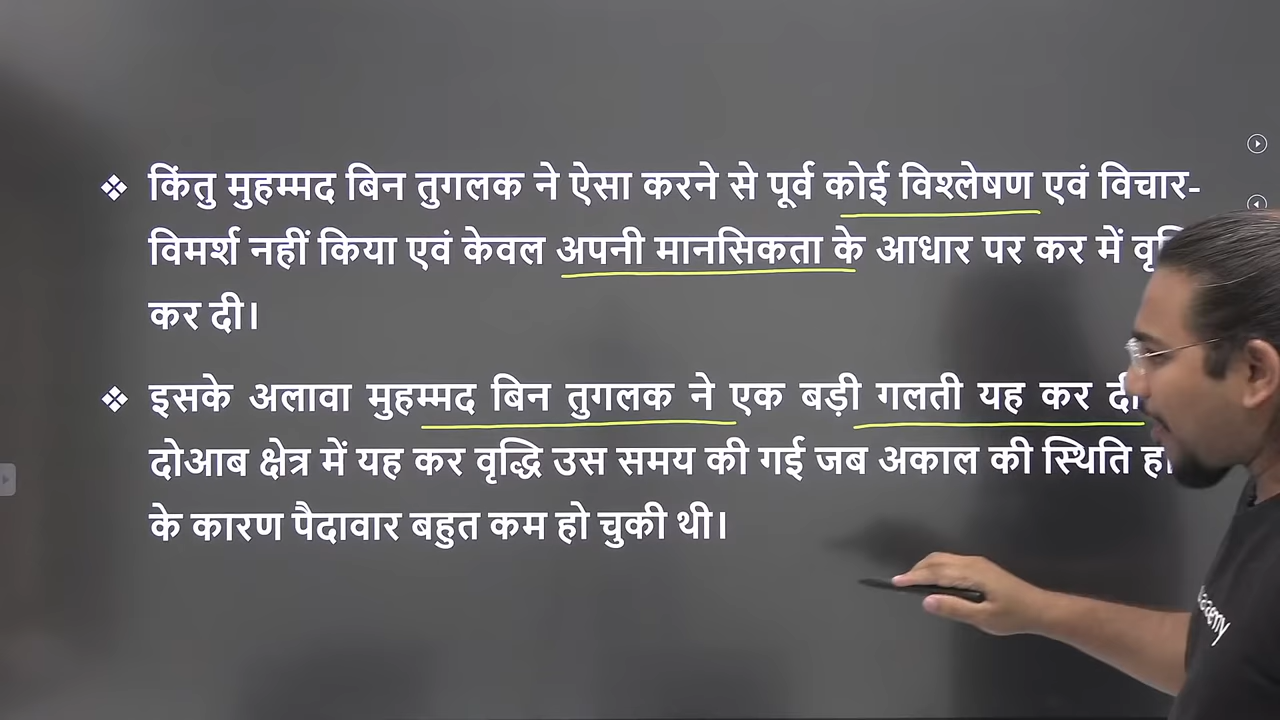 ❖ किंतु मुहम्मद बिन तुगलक ने ऐसा करने से पूर्व कोई विश्लेषण एवं विचार-
विमर्श नहीं किया एवं केवल अपनी मानसिकता के आधार पर कर में
कर दी।
❖ इसके अलावा मुहम्मद बिन तुगलक ने एक बड़ी गलती यह कर दी
दोआब क्षेत्र में यह कर वृद्धि उस समय की गई जब अकाल की स्थिति
के कारण पैदावार बहुत कम हो चुकी थी।